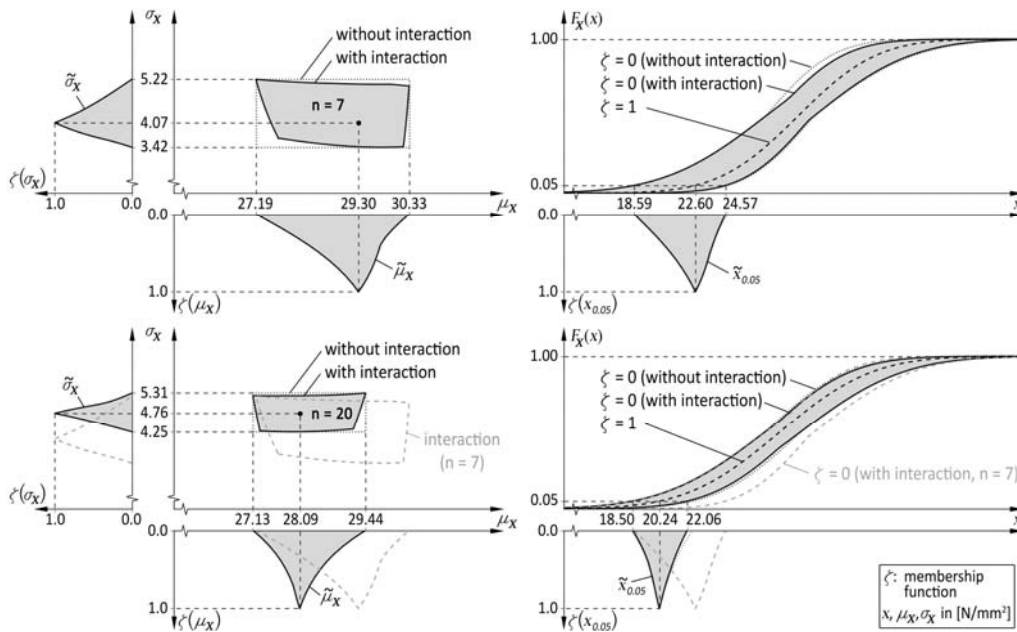 σX
without interaction
with interaction
5.22
σ̃X
n = 7
4.07
3.42
ζ(σX)
1.0
0.0
27.19
29.30
30.33
μX
0.0
μ̃X
1.0
ζ(μX)
FX(x)
1.00
ζ = 0 (without interaction)
ζ = 0 (with interaction)
ζ = 1
0.05
18.59
22.60
24.57
x
0.0
x̃0.05
1.0
ζ(x0.05)
σX
without interaction
with interaction
5.31
σ̃X
4.76
n = 20
4.25
interaction
(n = 7)
ζ(σX)
1.0
0.0
27.13
28.09
29.44
μX
0.0
μ̃X
1.0
ζ(μX)
FX(x)
1.00
ζ = 0 (without interaction)
ζ = 0 (with interaction)
ζ = 1
ζ = 0 (with interaction, n = 7)
0.05
18.50
20.24
22.06
x
0.0
x̃0.05
1.0
ζ(x0.05)
ζ: membership
function
x, μX, σX in [N/mm²]